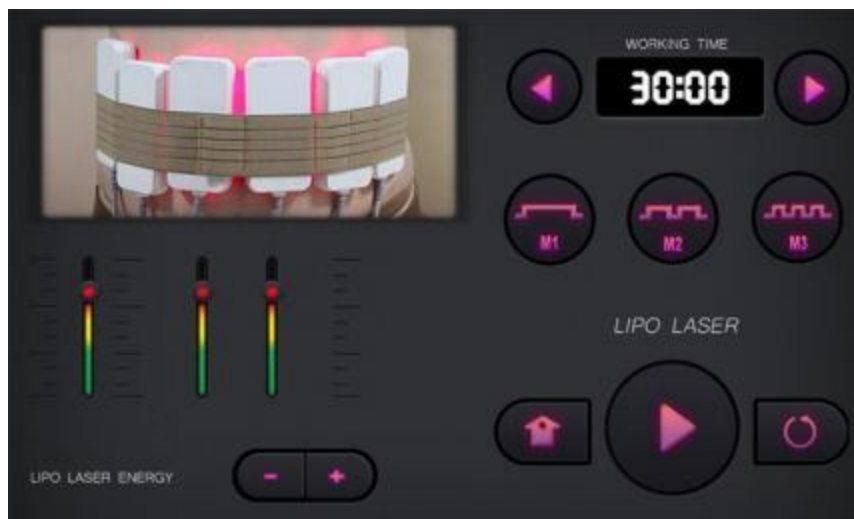 WORKING TIME
30:00
M1
M2
M3
LIPO LASER
LIPO LASER ENERGY
-
+